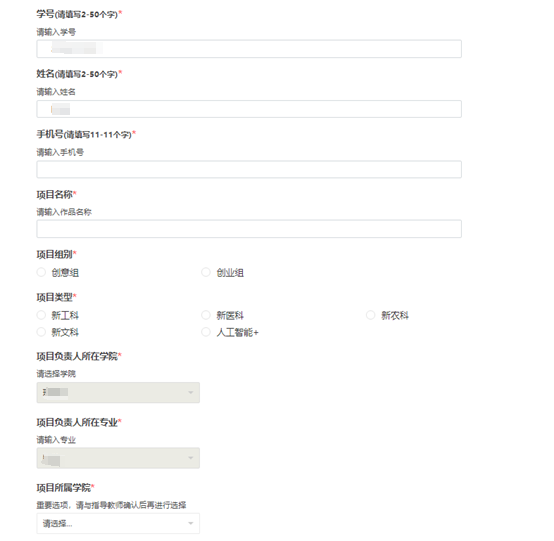 学号(请填写2-50个字)*
请输入学号
姓名(请填写2-50个字)*
请输入姓名
手机号(请填写11-11个字)*
请输入手机号
项目名称*
请输入作品名称
项目组别*
创意组 创业组
项目类型*
新工科 新医科 新农科
新文科 人工智能+
项目负责人所在学院*
请选择学院
项目负责人所在专业*
请输入专业
项目所属学院*
重要选项，请与指导教师确认后再进行选择
请选择...